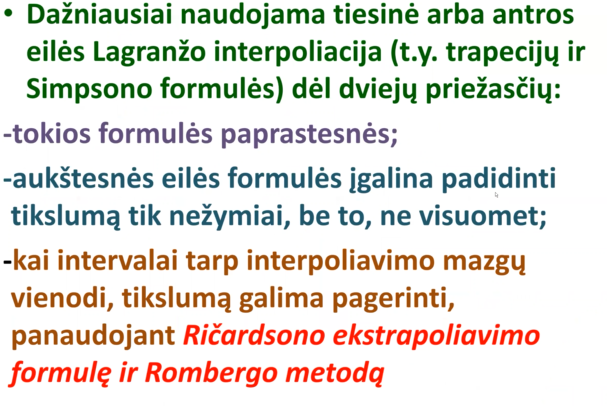 • Dažniausiai naudojama tiesinė arba antros
eilės Lagranžo interpoliacija (t.y. trapecijų ir
Simpsono formulės) dėl dviejų priežasčių:
-tokios formulės paprastesnės;
-aukštesnės eilės formulės įgalina padidinti
tikslumą tik nežymiai, be to, ne visuomet;
-kai intervalai tarp interpoliavimo mazgų
vienodi, tikslumą galima pagerinti,
panaudojant Ričardsono ekstrapoliavimo
formulę ir Rombergo metodą